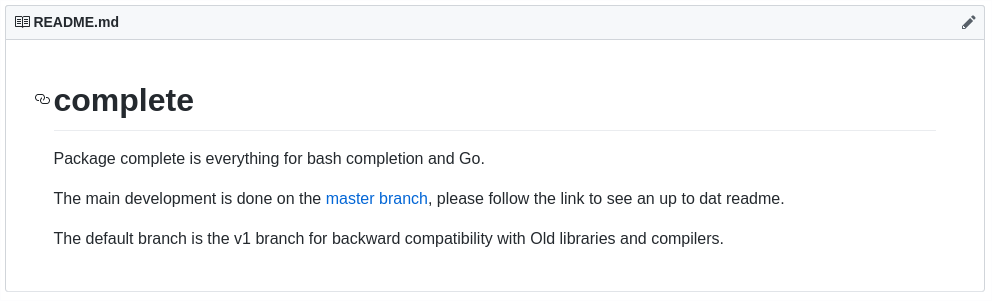 README.md
complete
Package complete is everything for bash completion and Go.
The main development is done on the master branch, please follow the link to see an up to dat readme.
The default branch is the v1 branch for backward compatibility with Old libraries and compilers.